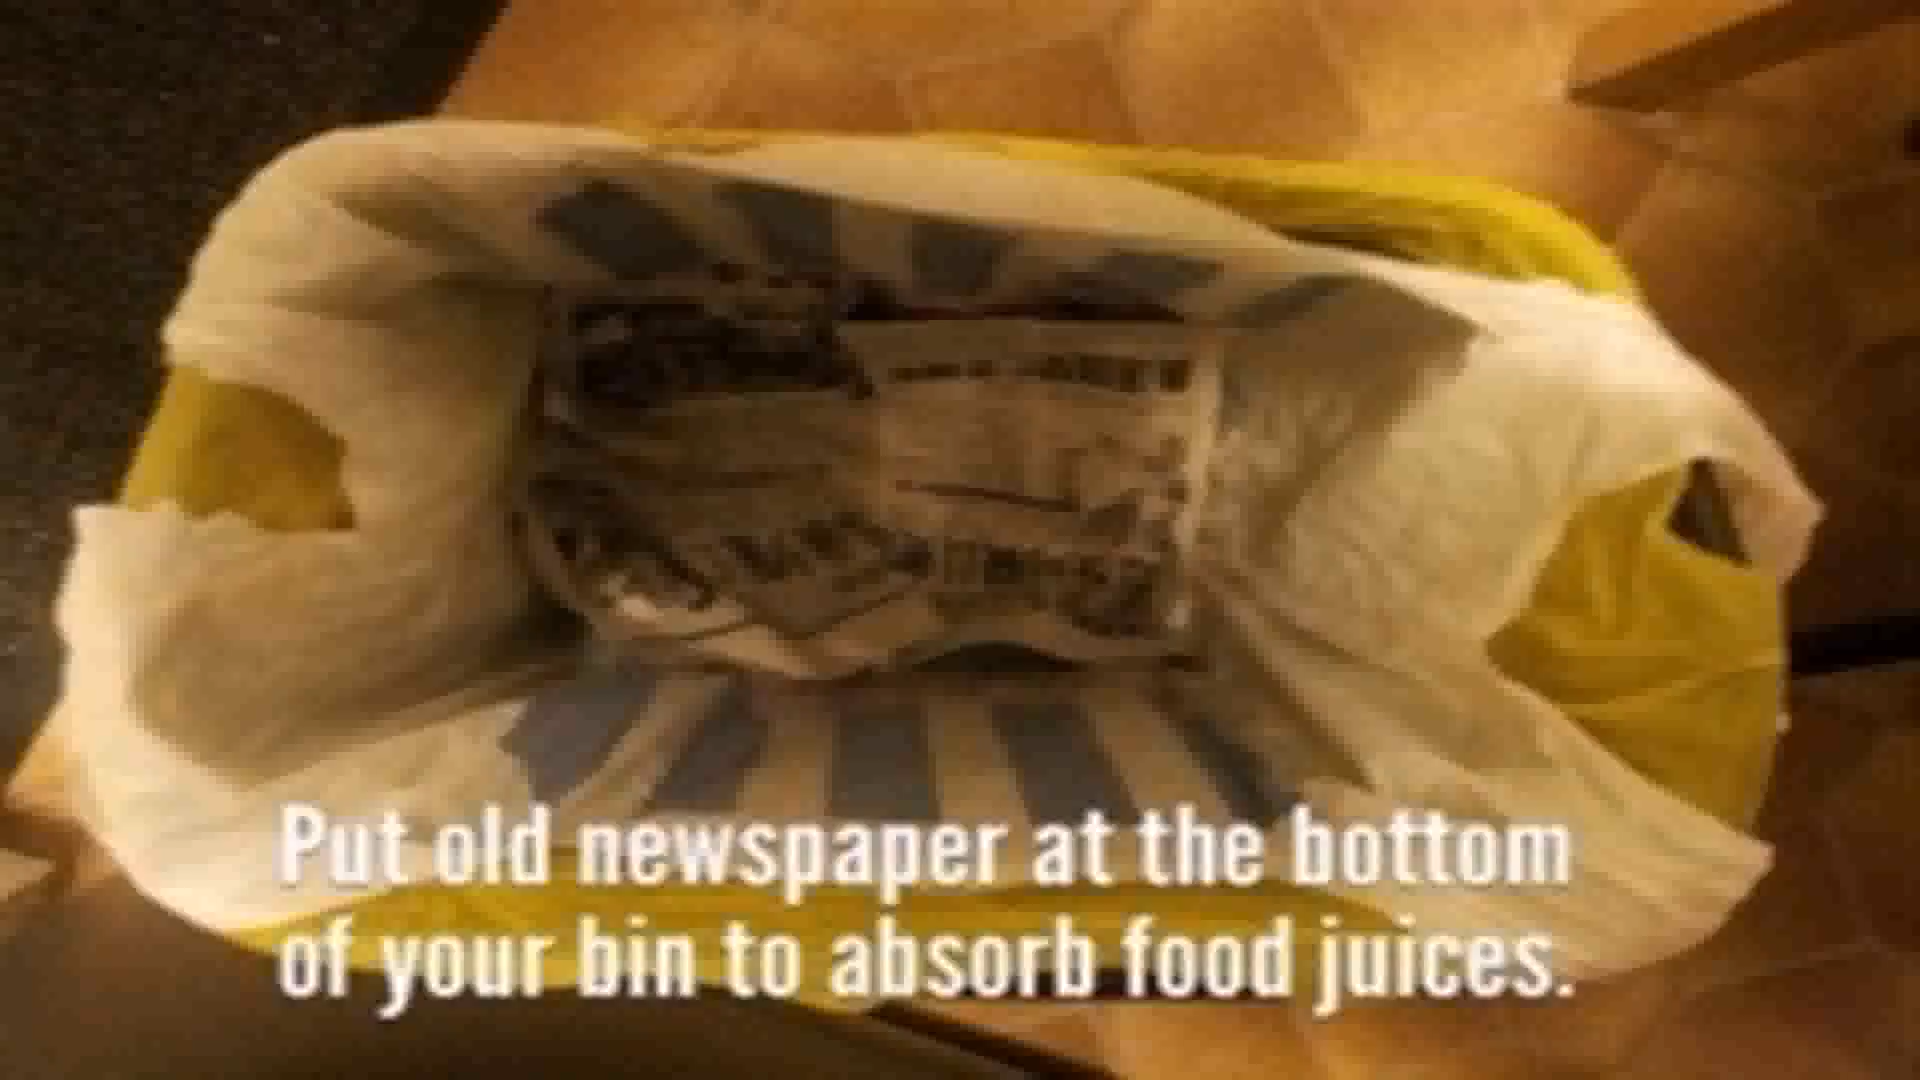 Put old newspaper at the bottom
of your bin to absorb food juices.